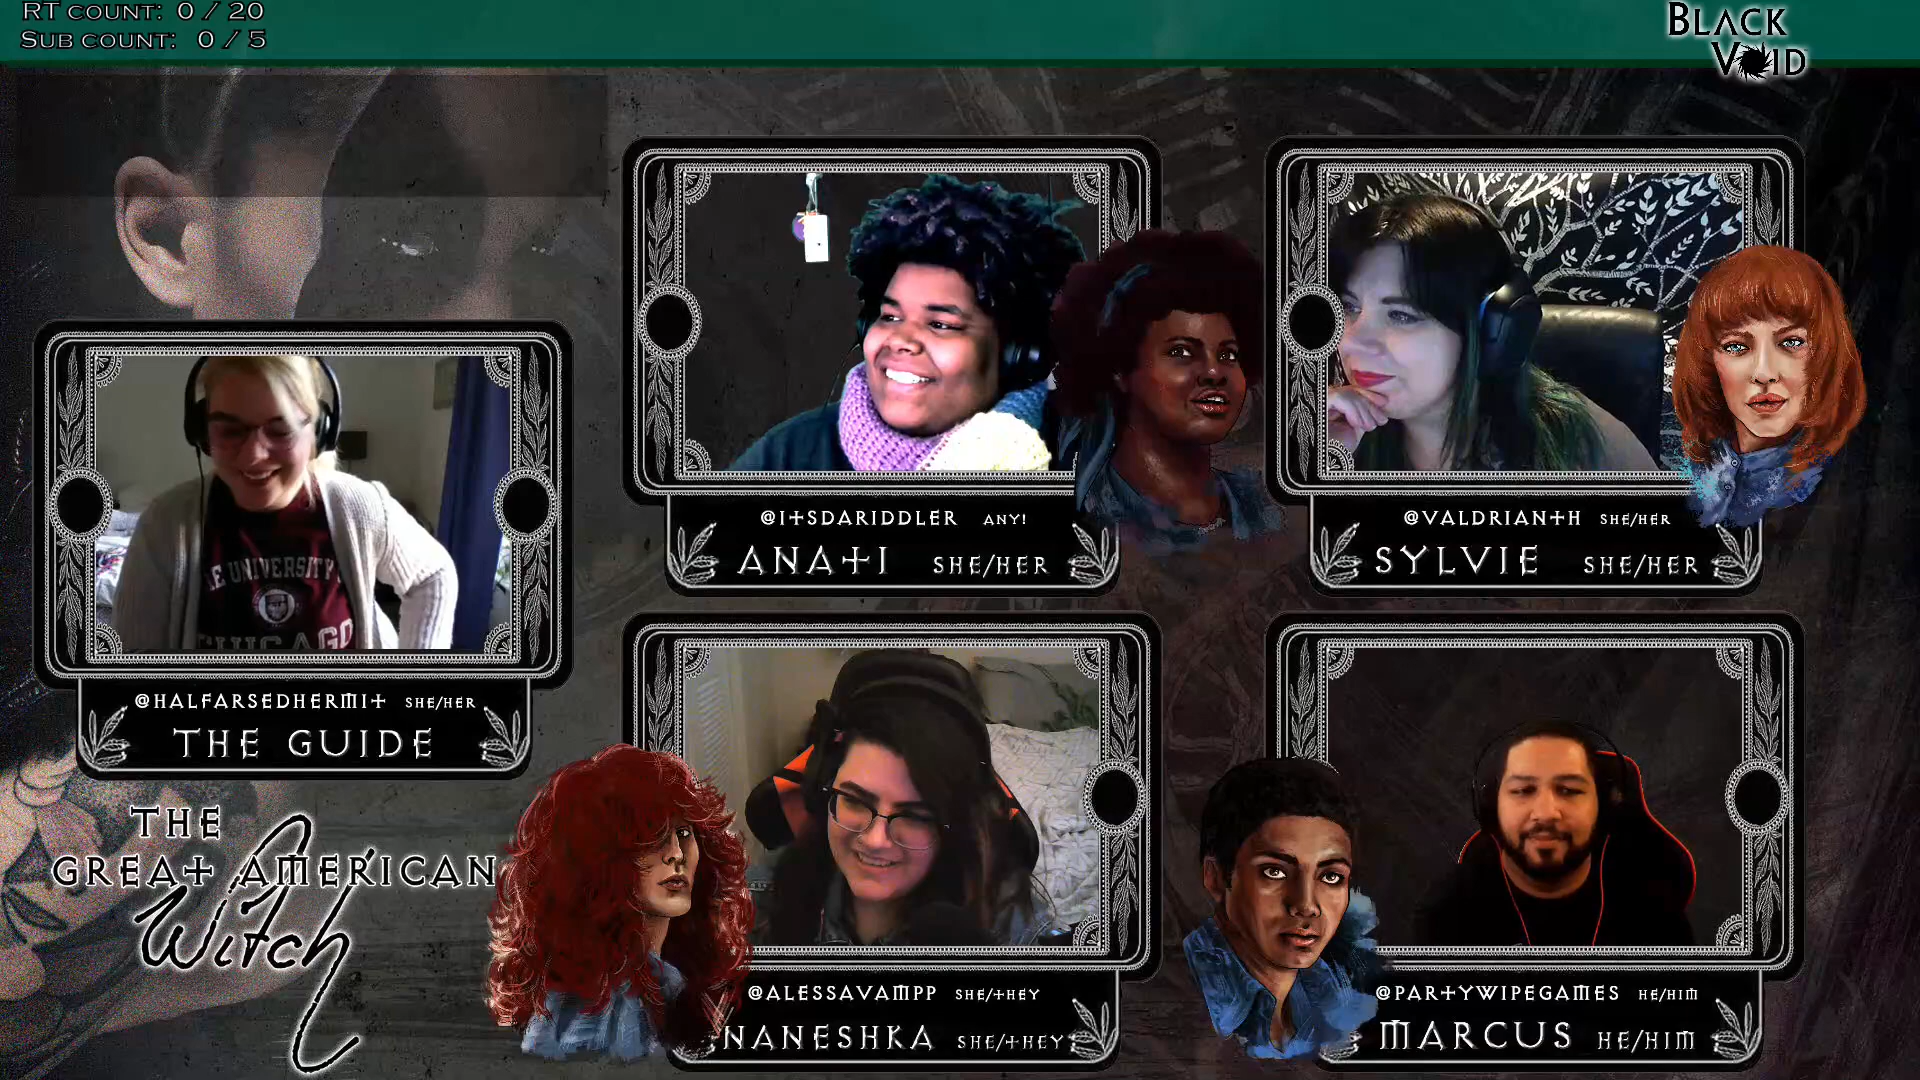 RT COUNT: 0 / 20
SUB COUNT: 0 / 5
BLACK
VOID
@ITSDARIDDLER ANY!
ANATI SHE/HER
@VALDRIANTH SHE/HER
SYLVIE SHE/HER
E UNIVERSITY
CHICAGO
@HALFARSEDHERMIT SHE/HER
THE GUIDE
THE
GREAT AMERICAN
Witch
@ALESSAVAMPP SHE/THEY
NANESHKA SHE/THEY
@PARTYWIPEGAMES HE/HIM
MARCUS HE/HIM